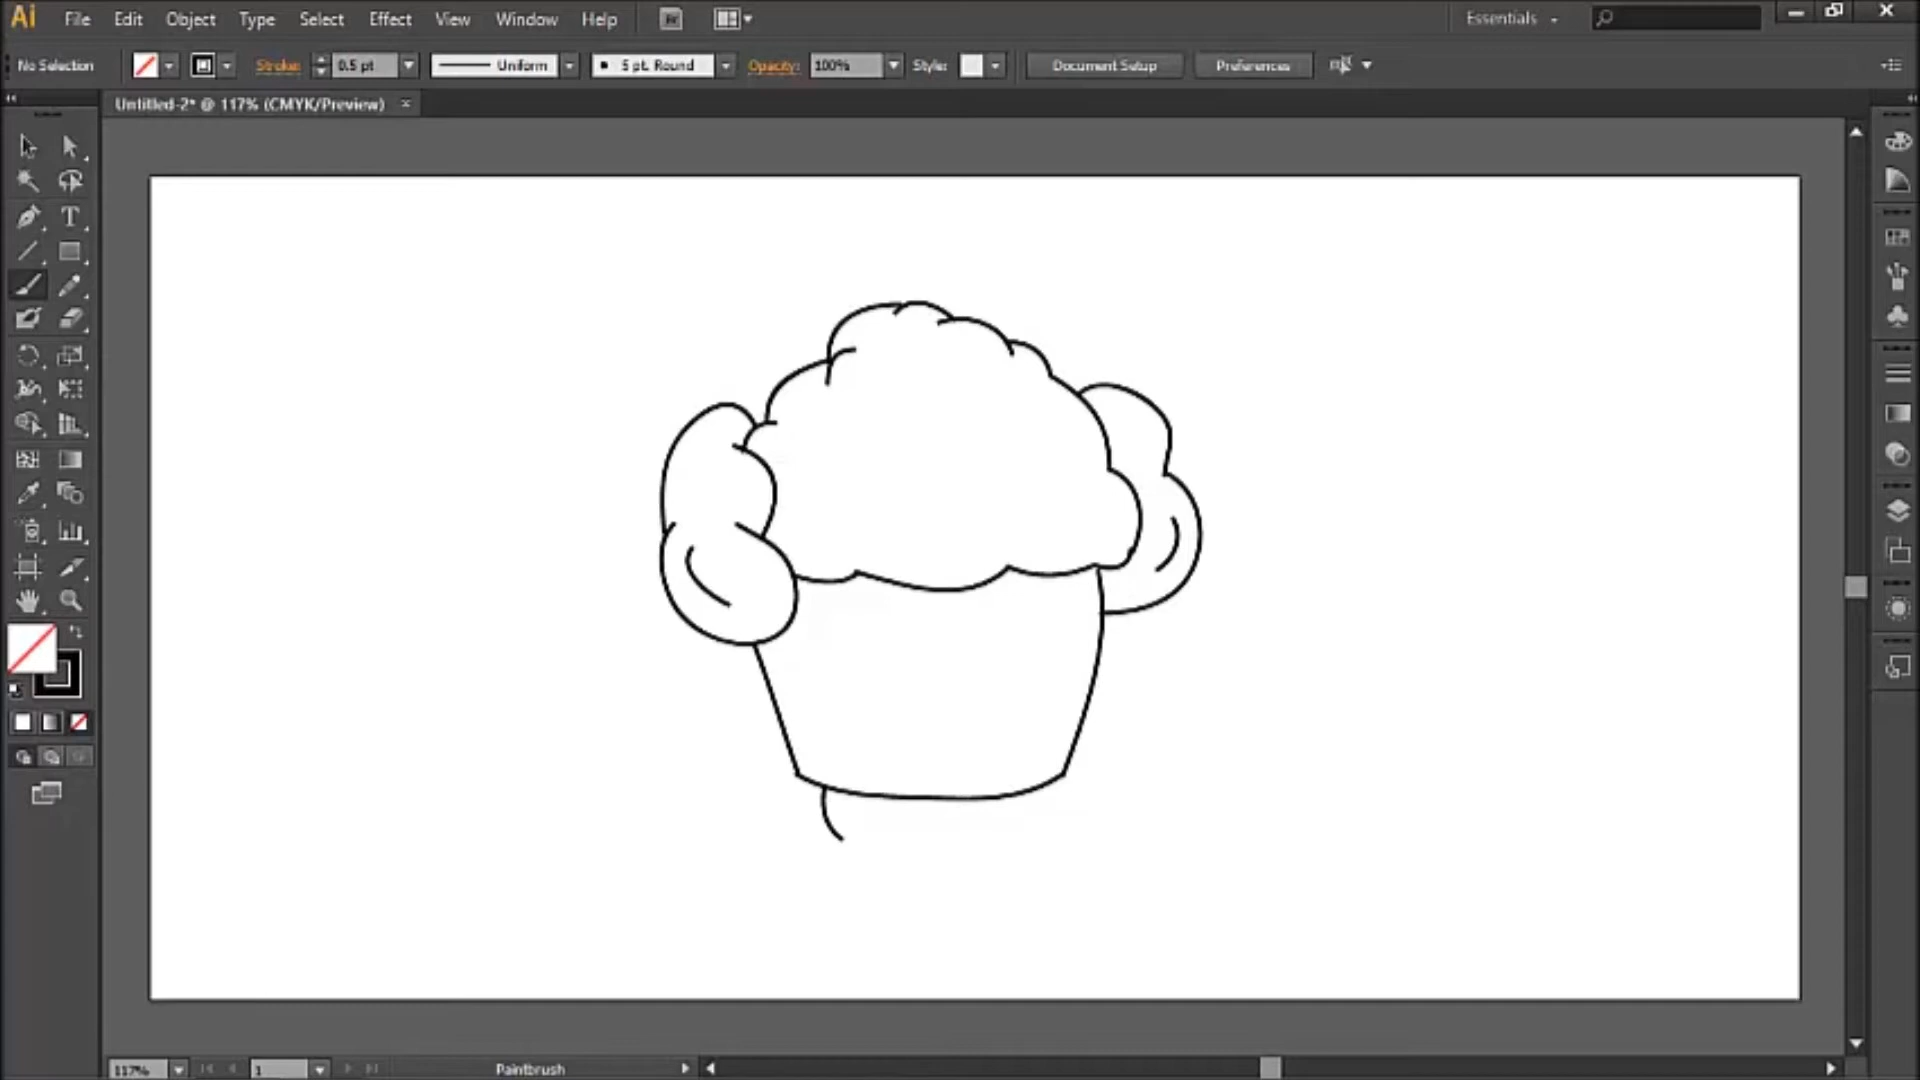 Ai File Edit Object Type Select Effect View Window Help Br Essentials
No Selection Stroke: 0.5 pt Uniform 5 pt. Round Opacity: 100% Style: Document Setup Preferences
Untitled-2* @ 117% (CMYK/Preview) ×
T
117% 1 Paintbrush